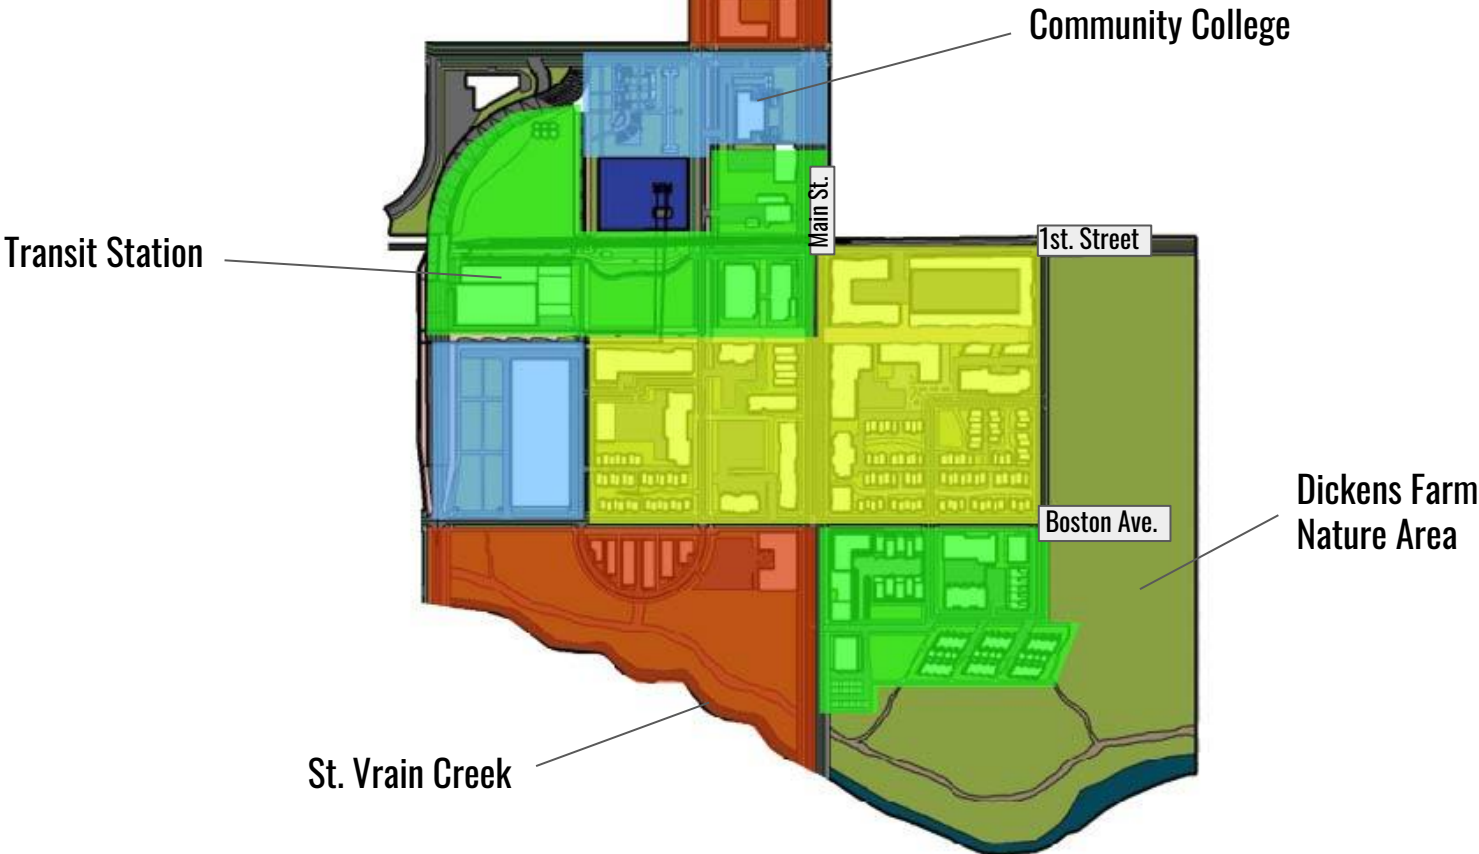 Community College
Main St.
1st. Street
Transit Station
Dickens Farm
Nature Area
Boston Ave.
St. Vrain Creek